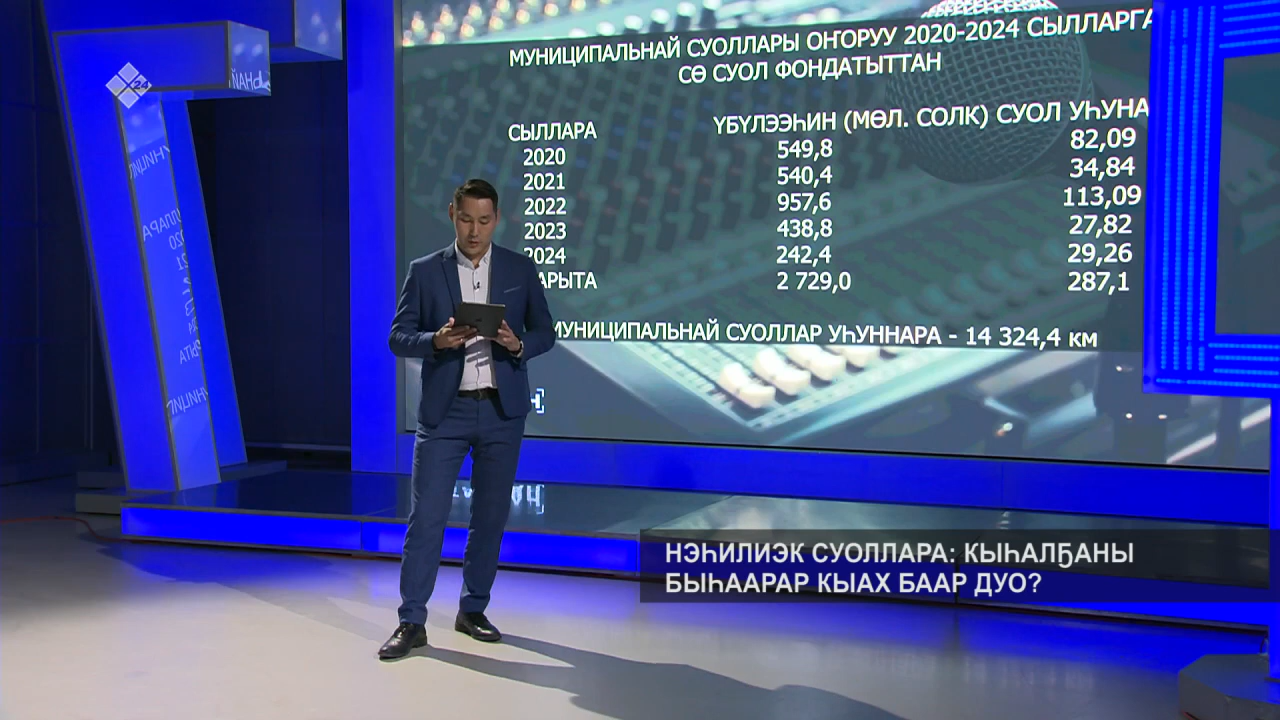 МУНИЦИПАЛЬНАЙ СУОЛЛАРЫ ОҤОРУУ 2020-2024 СЫЛЛАРГА
СӨ СУОЛ ФОНДАТЫТТАН
СЫЛЛАРА ҮБҮЛЭЭҺИН (МӨЛ. СОЛК) СУОЛ УҺУНА
2020 549,8 82,09
2021 540,4 34,84
2022 957,6 113,09
2023 438,8 27,82
2024 242,4 29,26
АРЫТА 2 729,0 287,1
МУНИЦИПАЛЬНАЙ СУОЛЛАР УҺУННАРА - 14 324,4 км
Х24
НЭҺИЛИЭК СУОЛЛАРА: КЫҺАЛҔАНЫ
БЫҺААРАР КЫАХ БААР ДУО?